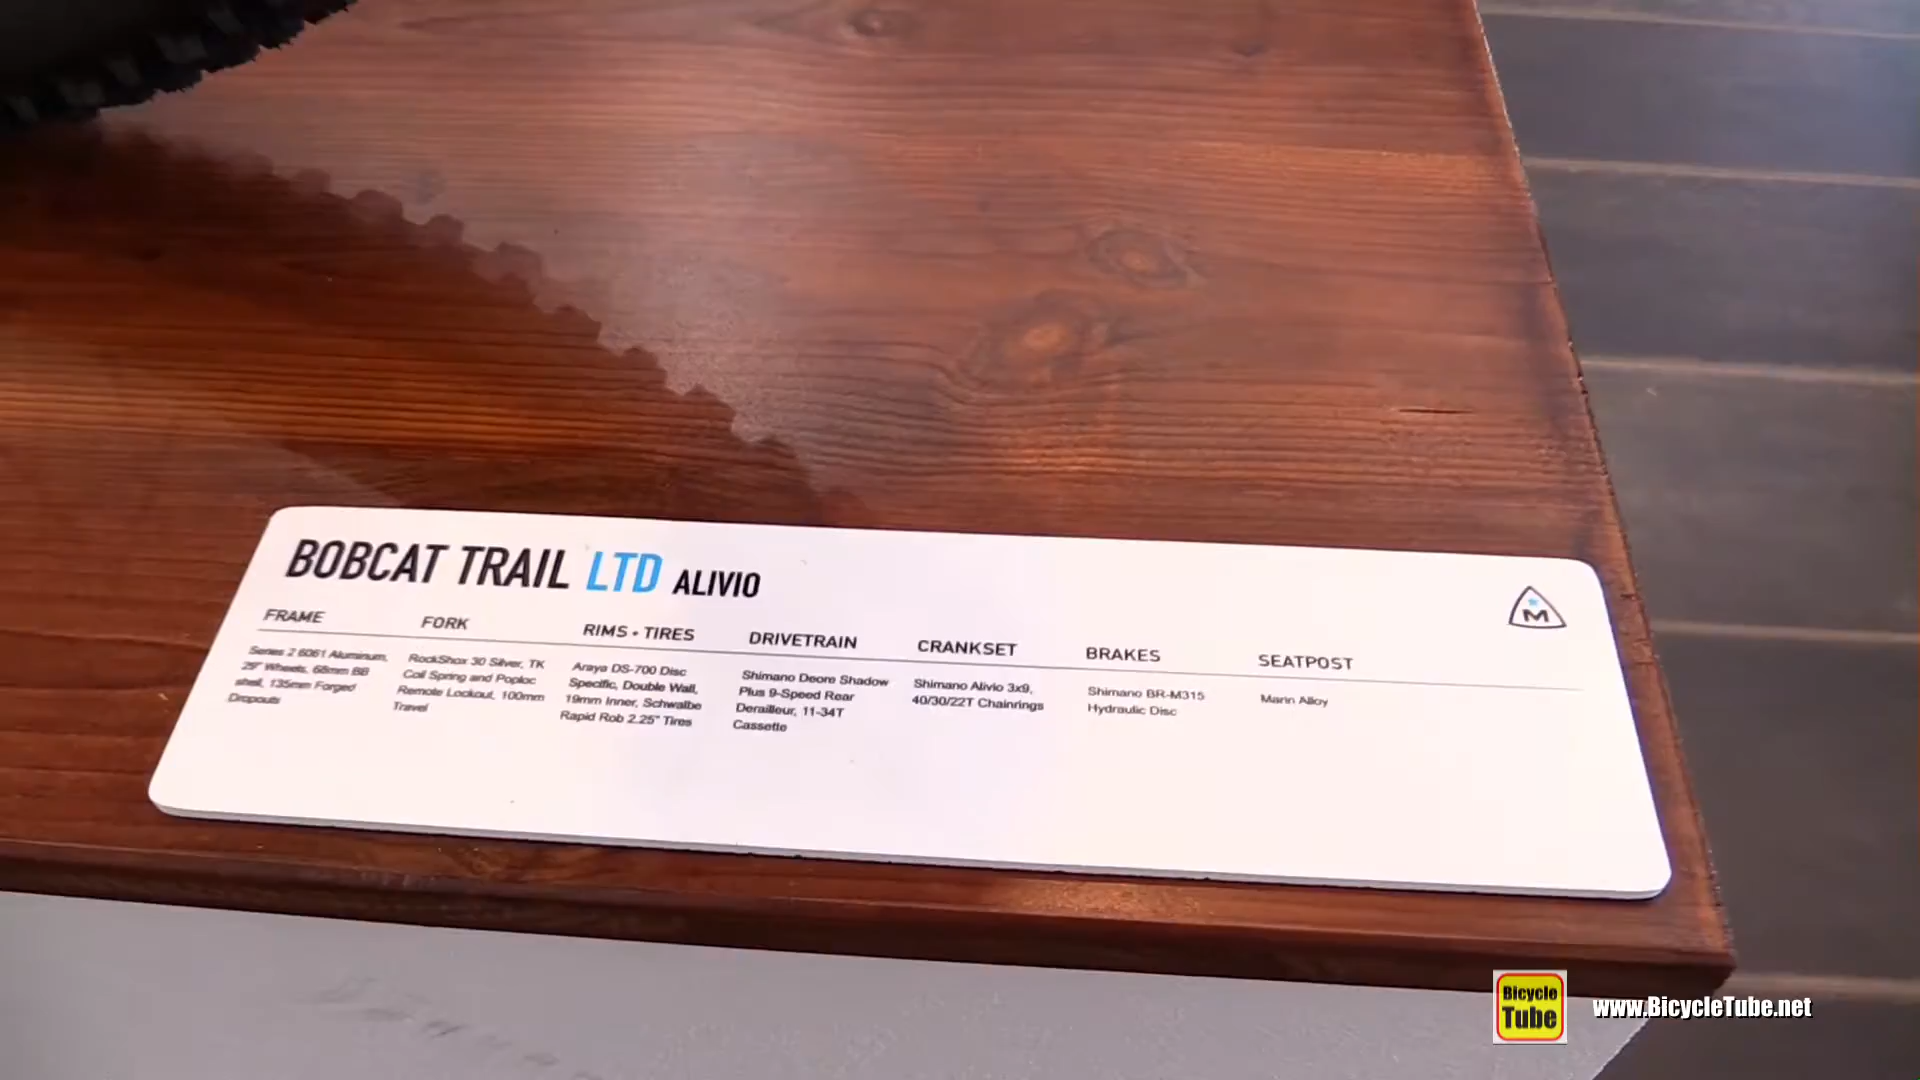 BOBCAT TRAIL LTD ALIVIO
FRAME
Series 2 6061 Aluminum,
29" Wheels, 68mm BB
shell, 135mm Forged
Dropouts
FORK
RockShox 30 Silver, TK
Coil Spring and Poploc
Remote Lockout, 100mm
Travel
RIMS • TIRES
Araya DS-700 Disc
Specific, Double Wall,
19mm Inner, Schwalbe
Rapid Rob 2.25" Tires
DRIVETRAIN
Shimano Deore Shadow
Plus 9-Speed Rear
Derailleur, 11-34T
Cassette
CRANKSET
Shimano Alivio 3x9,
40/30/22T Chainrings
BRAKES
Shimano BR-M315
Hydraulic Disc
SEATPOST
Marin Alloy
M
Bicycle
Tube
www.BicycleTube.net